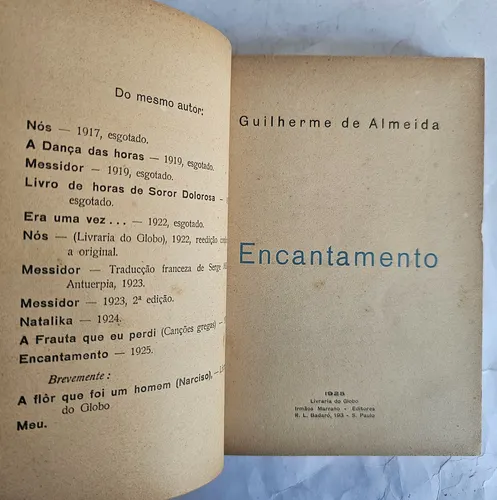 Do mesmo autor:
Nós — 1917, esgotado.
A Dança das horas — 1919, esgotado.
Messidor — 1919, esgotado.
Livro de horas de Soror Dolorosa —
esgotado.
Era uma vez... — 1922, esgotado.
Nós — (Livraria do Globo), 1922, reedição
a original.
Messidor — Traducção franceza de Serge
Antuerpia, 1923.
Messidor — 1923, 2ª edição.
Natalika — 1924.
A Frauta que eu perdi (Canções gregas) —
Encantamento — 1925.
Brevemente:
A flôr que foi um homem (Narciso), —
do Globo
Meu.
Guilherme de Almeida
Encantamento
1925
Livraria do Globo
Irmãos Marrano - Editores
R. L. Badaró, 193 - S. Paulo